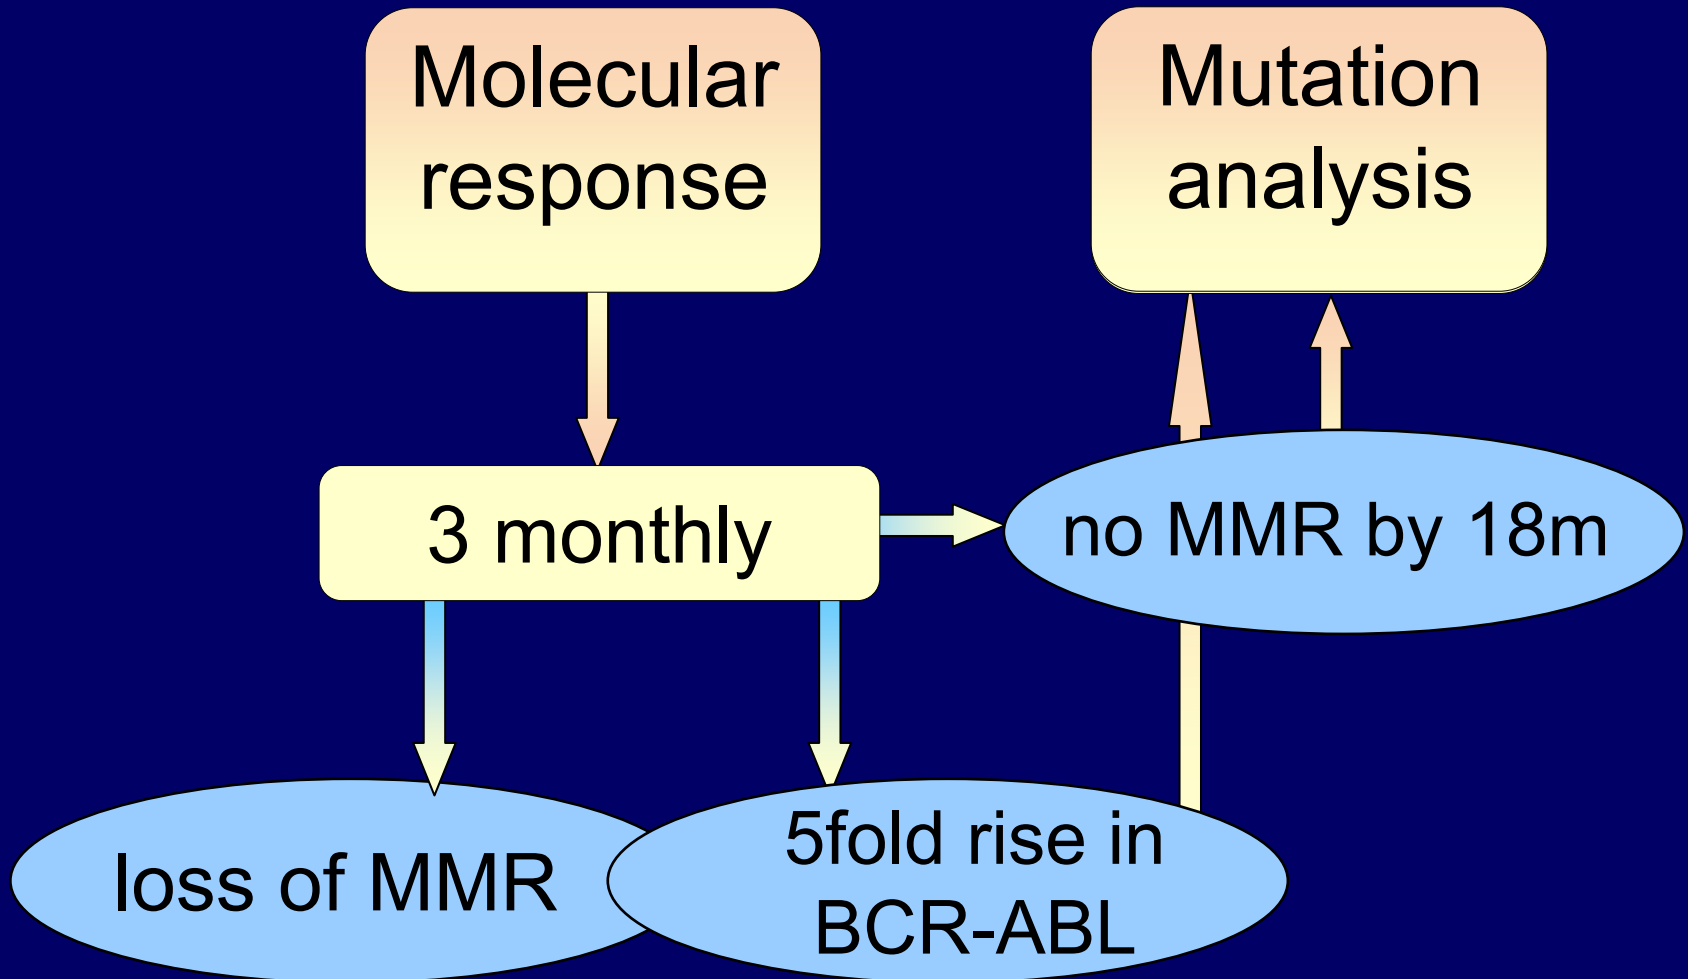 Molecular
response
Mutation
analysis
3 monthly
no MMR by 18m
loss of MMR
5fold rise in
BCR-ABL